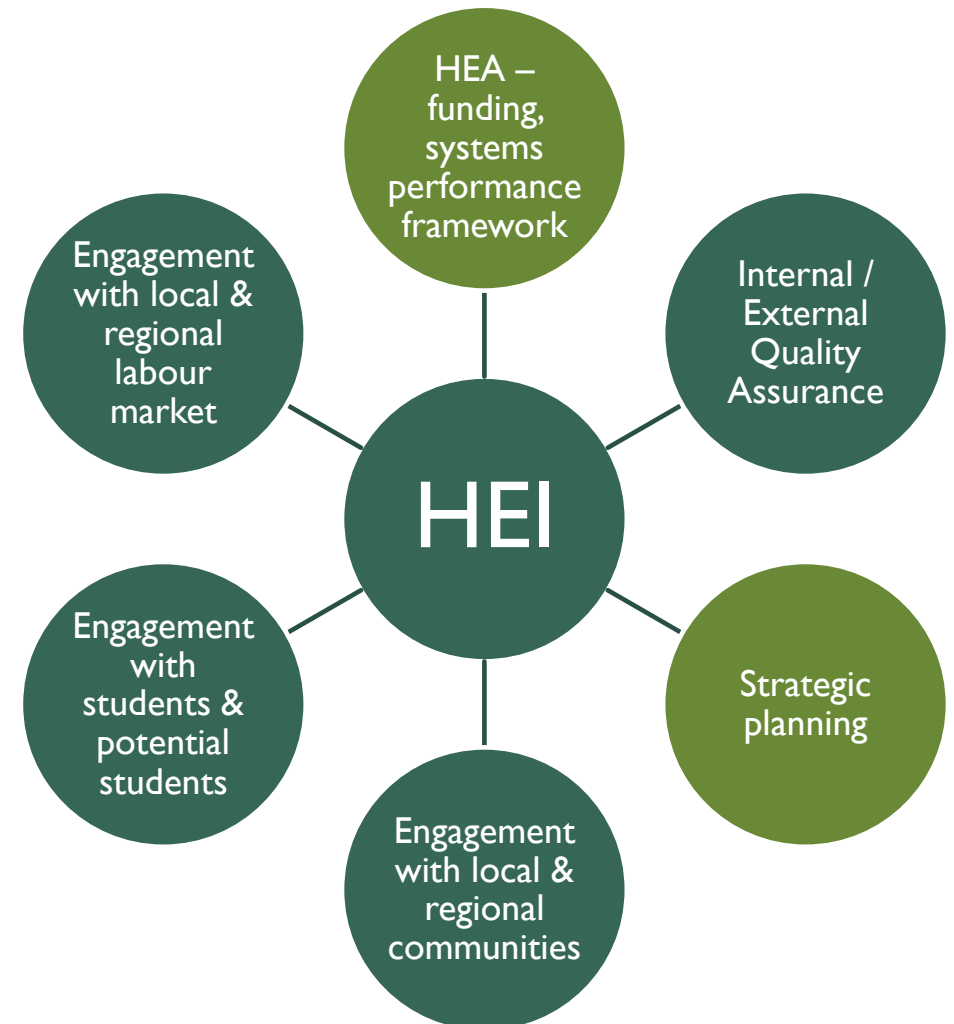 HEA –
funding,
systems
performance
framework
Internal /
External
Quality
Assurance
Strategic
planning
Engagement
with local &
regional
communities
Engagement
with
students &
potential
students
Engagement
with local &
regional
labour
market
HEI